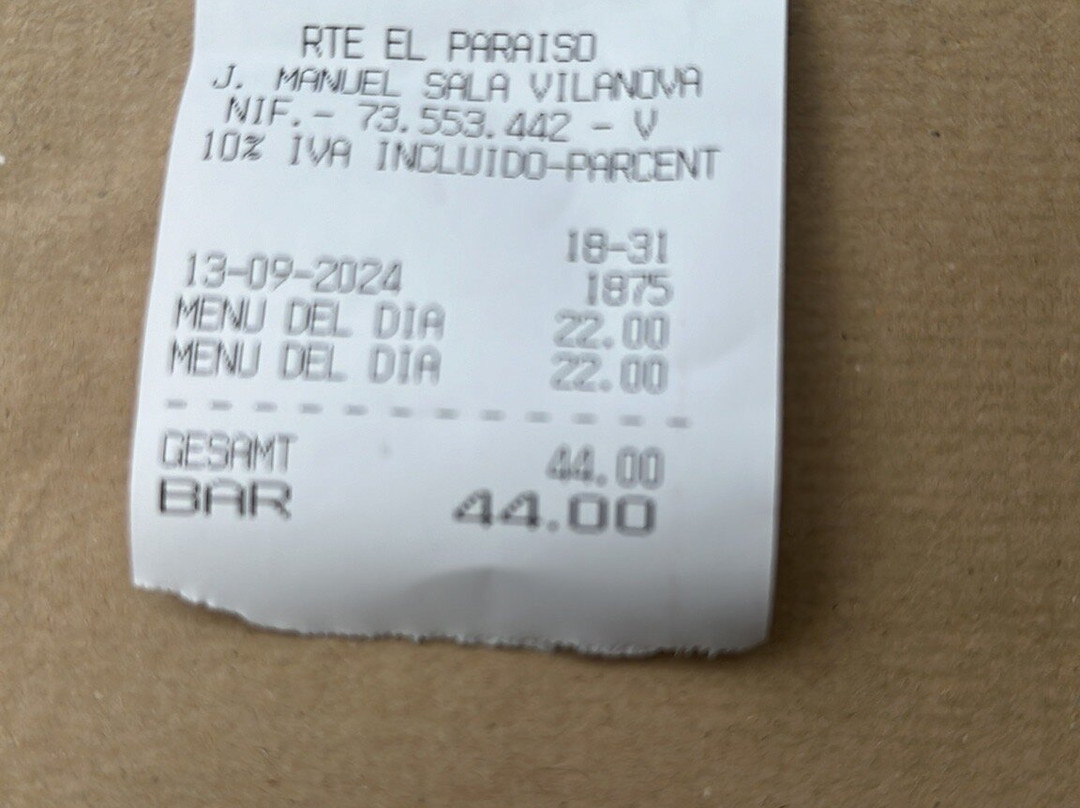 RTE EL PARAISO
J. MANUEL SALA VILANOVA
NIF.- 73.553.442 - V
10% IVA INCLUIDO-PARCENT
18-31
13-09-2024 1875
MENU DEL DIA 22.00
MENU DEL DIA 22.00
- - - - - - - - - - - -
GESAMT 44.00
BAR 44.00